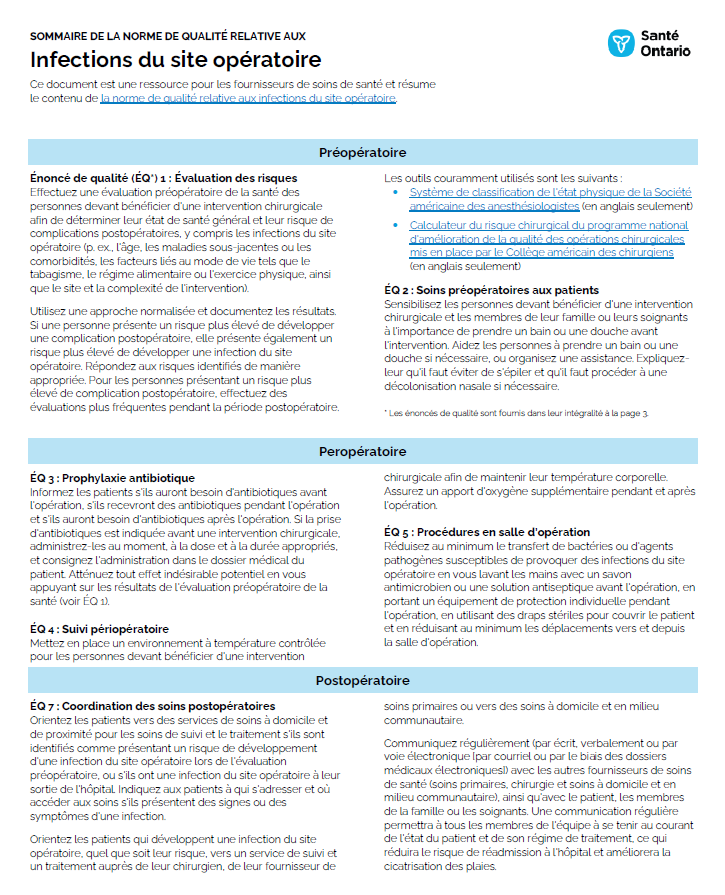 SOMMAIRE DE LA NORME DE QUALITÉ RELATIVE AUX
Infections du site opératoire
Santé
Ontario
Ce document est une ressource pour les fournisseurs de soins de santé et résume
le contenu de la norme de qualité relative aux infections du site opératoire.
Préopératoire
Énoncé de qualité (ÉQ*) 1 : Évaluation des risques
Effectuez une évaluation préopératoire de la santé des
personnes devant bénéficier d'une intervention chirurgicale
afin de déterminer leur état de santé général et leur risque de
complications postopératoires, y compris les infections du site
opératoire (p. ex., l'âge, les maladies sous-jacentes ou les
comorbidités, les facteurs liés au mode de vie tels que le
tabagisme, le régime alimentaire ou l'exercice physique, ainsi
que le site et la complexité de l'intervention).
Utilisez une approche normalisée et documentez les résultats.
Si une personne présente un risque plus élevé de développer
une complication postopératoire, elle présente également un
risque plus élevé de développer une infection du site
opératoire. Répondez aux risques identifiés de manière
appropriée. Pour les personnes présentant un risque plus
élevé de complication postopératoire, effectuez des
évaluations plus fréquentes pendant la période postopératoire.
Les outils couramment utilisés sont les suivants :
• Système de classification de l'état physique de la Société
américaine des anesthésiologistes (en anglais seulement)
• Calculateur du risque chirurgical du programme national
d'amélioration de la qualité des opérations chirurgicales
mis en place par le Collège américain des chirurgiens
(en anglais seulement)
ÉQ 2 : Soins préopératoires aux patients
Sensibilisez les personnes devant bénéficier d'une intervention
chirurgicale et les membres de leur famille ou leurs soignants
à l'importance de prendre un bain ou une douche avant
l'intervention. Aidez les personnes à prendre un bain ou une
douche si nécessaire, ou organisez une assistance. Expliquez-
leur qu'il faut éviter de s'épiler et qu'il faut procéder à une
décolonisation nasale si nécessaire.
* Les énoncés de qualité sont fournis dans leur intégralité à la page 3.
Peropératoire
ÉQ 3 : Prophylaxie antibiotique
Informez les patients s'ils auront besoin d'antibiotiques avant
l'opération, s'ils recevront des antibiotiques pendant l'opération
et s'ils auront besoin d'antibiotiques après l'opération. Si la prise
d'antibiotiques est indiquée avant une intervention chirurgicale,
administrez-les au moment, à la dose et à la durée appropriés,
et consignez l'administration dans le dossier médical du
patient. Atténuez tout effet indésirable potentiel en vous
appuyant sur les résultats de l'évaluation préopératoire de la
santé (voir ÉQ 1).
ÉQ 4 : Suivi périopératoire
Mettez en place un environnement à température contrôlée
pour les personnes devant bénéficier d'une intervention
chirurgicale afin de maintenir leur température corporelle.
Assurez un apport d'oxygène supplémentaire pendant et après
l'opération.
ÉQ 5 : Procédures en salle d'opération
Réduisez au minimum le transfert de bactéries ou d'agents
pathogènes susceptibles de provoquer des infections du site
opératoire en vous lavant les mains avec un savon
antimicrobien ou une solution antiseptique avant l'opération, en
portant un équipement de protection individuelle pendant
l'opération, en utilisant des draps stériles pour couvrir le patient
et en réduisant au minimum les déplacements vers et depuis
la salle d'opération.
Postopératoire
ÉQ 7 : Coordination des soins postopératoires
Orientez les patients vers des services de soins à domicile et
de proximité pour les soins de suivi et le traitement s'ils sont
identifiés comme présentant un risque de développement
d'une infection du site opératoire lors de l'évaluation
préopératoire, ou s'ils ont une infection du site opératoire à leur
sortie de l'hôpital. Indiquez aux patients à qui s'adresser et où
accéder aux soins s'ils présentent des signes ou des
symptômes d'une infection.
Orientez les patients qui développent une infection du site
opératoire, quel que soit leur risque, vers un service de suivi et
un traitement auprès de leur chirurgien, de leur fournisseur de
soins primaires ou vers des soins à domicile et en milieu
communautaire.
Communiquez régulièrement (par écrit, verbalement ou par
voie électronique [par courriel ou par le biais des dossiers
médicaux électroniques]) avec les autres fournisseurs de soins
de santé (soins primaires, chirurgie et soins à domicile et en
milieu communautaire), ainsi qu'avec le patient, les membres
de la famille ou les soignants. Une communication régulière
permettra à tous les membres de l'équipe à se tenir au courant
de l'état du patient et de son régime de traitement, ce qui
réduira le risque de réadmission à l'hôpital et améliorera la
cicatrisation des plaies.